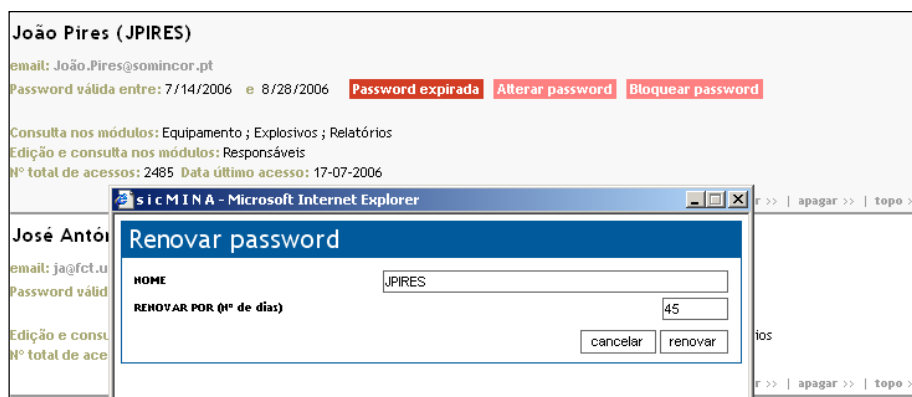 João Pires (JPIRES)
email: João.Pires@somincor.pt
Password válida entre: 7/14/2006 e 8/28/2006 Password expirada Alterar password Bloquear password
Consulta nos módulos: Equipamento ; Explosivos ; Relatórios
Edição e consulta nos módulos: Responsáveis
Nº total de acessos: 2485 Data último acesso: 17-07-2006
r >> | apagar >> | topo >
sicMINA - Microsoft Internet Explorer
Renovar password
NOME JPIRES
RENOVAR POR (Nº de dias) 45
cancelar renovar
José Antó
email: ja@fct.u
Password válid
Edição e consu ios
Nº total de ace
r >> | apagar >> | topo >